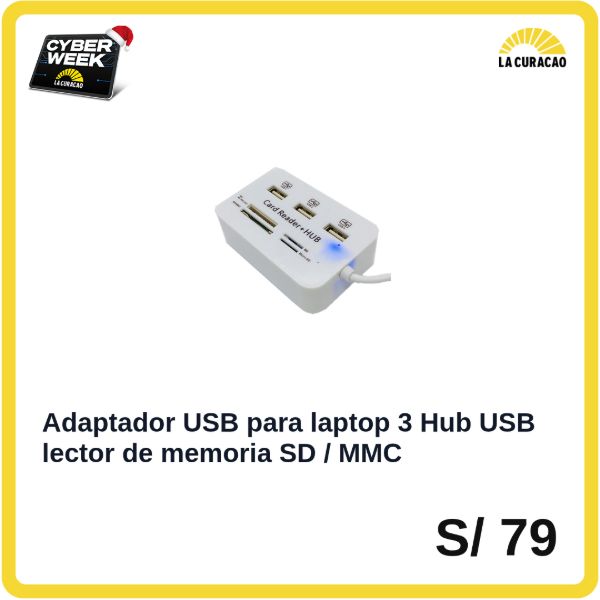 CYBER
WEEK
LA CURACAO
LA CURACAO
Card Reader+HUB
Adaptador USB para laptop 3 Hub USB
lector de memoria SD / MMC
S/ 79